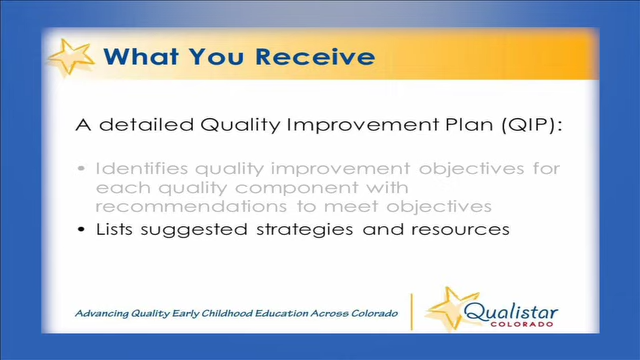 What You Receive
A detailed Quality Improvement Plan (QIP):
• Identifies quality improvement objectives for
each quality component with
recommendations to meet objectives
• Lists suggested strategies and resources
Advancing Quality Early Childhood Education Across Colorado
Qualistar
COLORADO